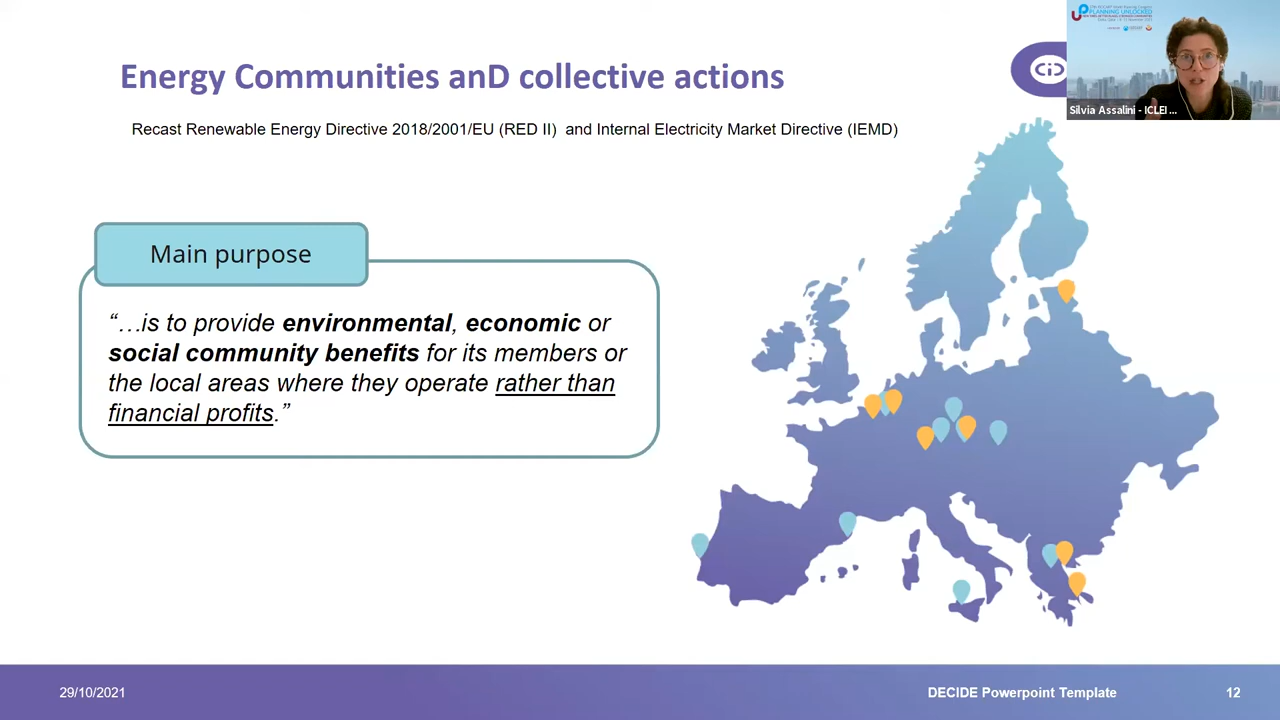 Energy Communities anD collective actions
Recast Renewable Energy Directive 2018/2001/EU (RED II) and Internal Electricity Market Directive (IEMD)
Silvia Assalini - ICLEI ...
PLANNING UNLOCKED
Main purpose
“…is to provide environmental, economic or
social community benefits for its members or
the local areas where they operate rather than
financial profits.”
29/10/2021
DECIDE Powerpoint Template
12